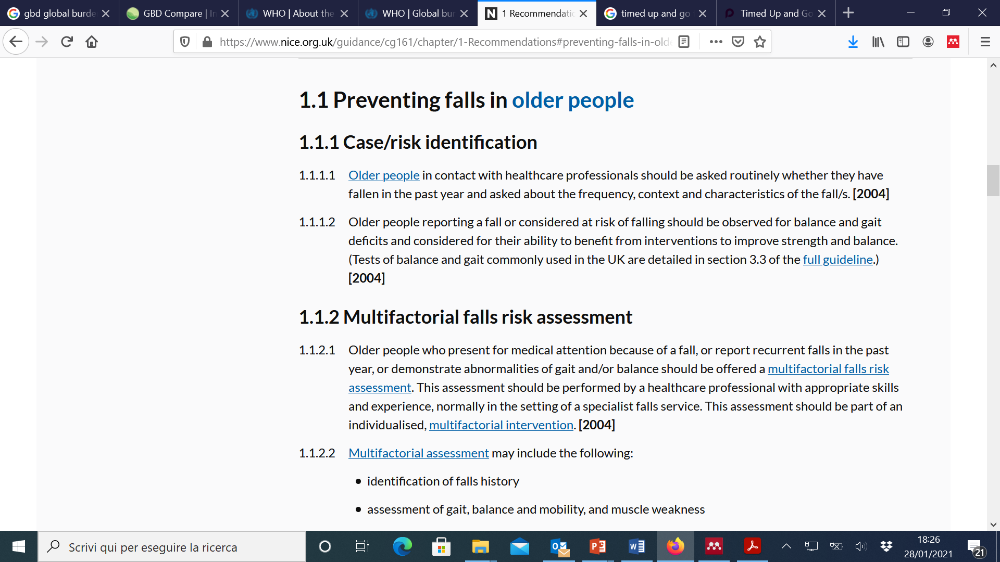 gbd global burde
GBD Compare | In
WHO | About the
WHO | Global bur
N 1 Recommendatio
timed up and go
Timed Up and Go
https://www.nice.org.uk/guidance/cg161/chapter/1-Recommendations#preventing-falls-in-olde
1.1 Preventing falls in older people
1.1.1 Case/risk identification
1.1.1.1 Older people in contact with healthcare professionals should be asked routinely whether they have
fallen in the past year and asked about the frequency, context and characteristics of the fall/s. [2004]
1.1.1.2 Older people reporting a fall or considered at risk of falling should be observed for balance and gait
deficits and considered for their ability to benefit from interventions to improve strength and balance.
(Tests of balance and gait commonly used in the UK are detailed in section 3.3 of the full guideline.)
[2004]
1.1.2 Multifactorial falls risk assessment
1.1.2.1 Older people who present for medical attention because of a fall, or report recurrent falls in the past
year, or demonstrate abnormalities of gait and/or balance should be offered a multifactorial falls risk
assessment. This assessment should be performed by a healthcare professional with appropriate skills
and experience, normally in the setting of a specialist falls service. This assessment should be part of an
individualised, multifactorial intervention. [2004]
1.1.2.2 Multifactorial assessment may include the following:
• identification of falls history
• assessment of gait, balance and mobility, and muscle weakness
Scrivi qui per eseguire la ricerca
18:26
28/01/2021
21